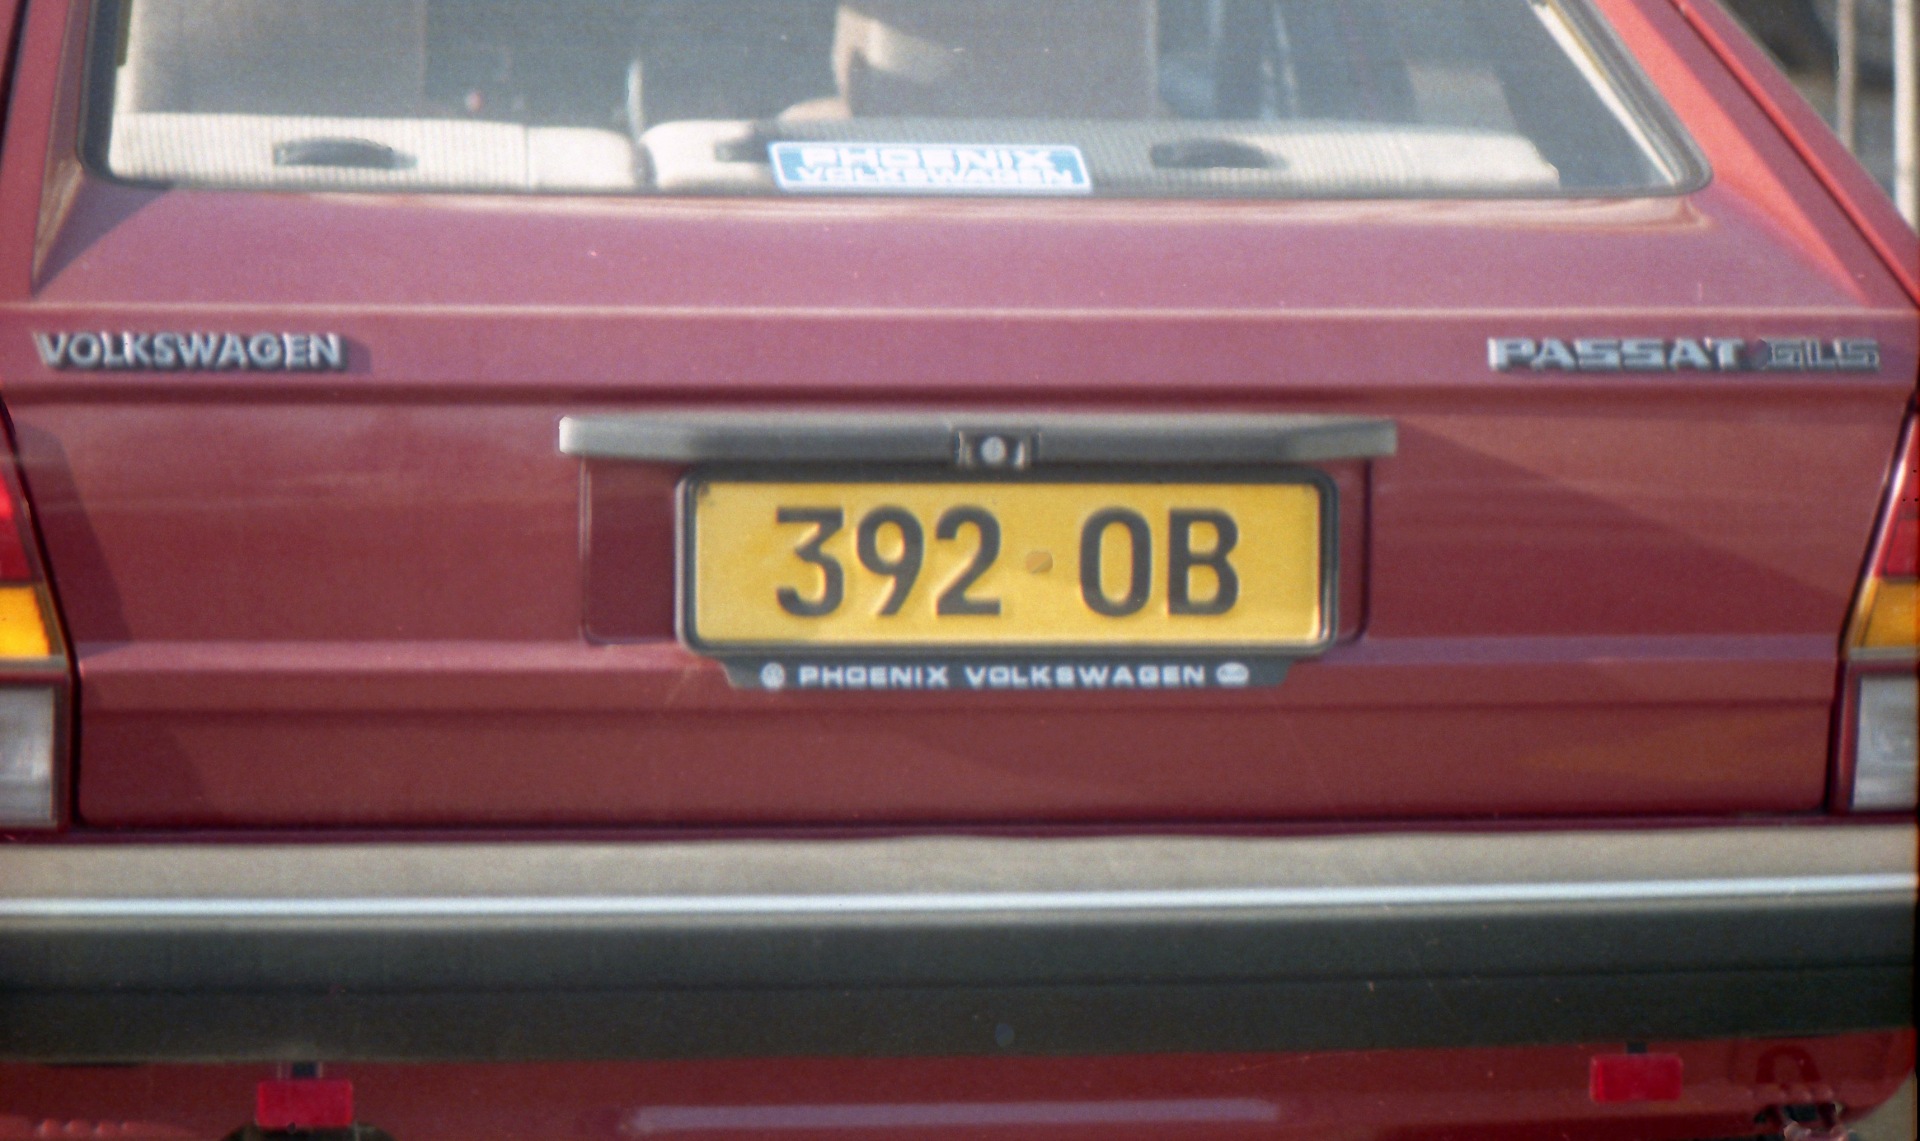 PHOENIX
VOLKSWAGEN
VOLKSWAGEN
PASSAT GLS
392·OB
PHOENIX VOLKSWAGEN